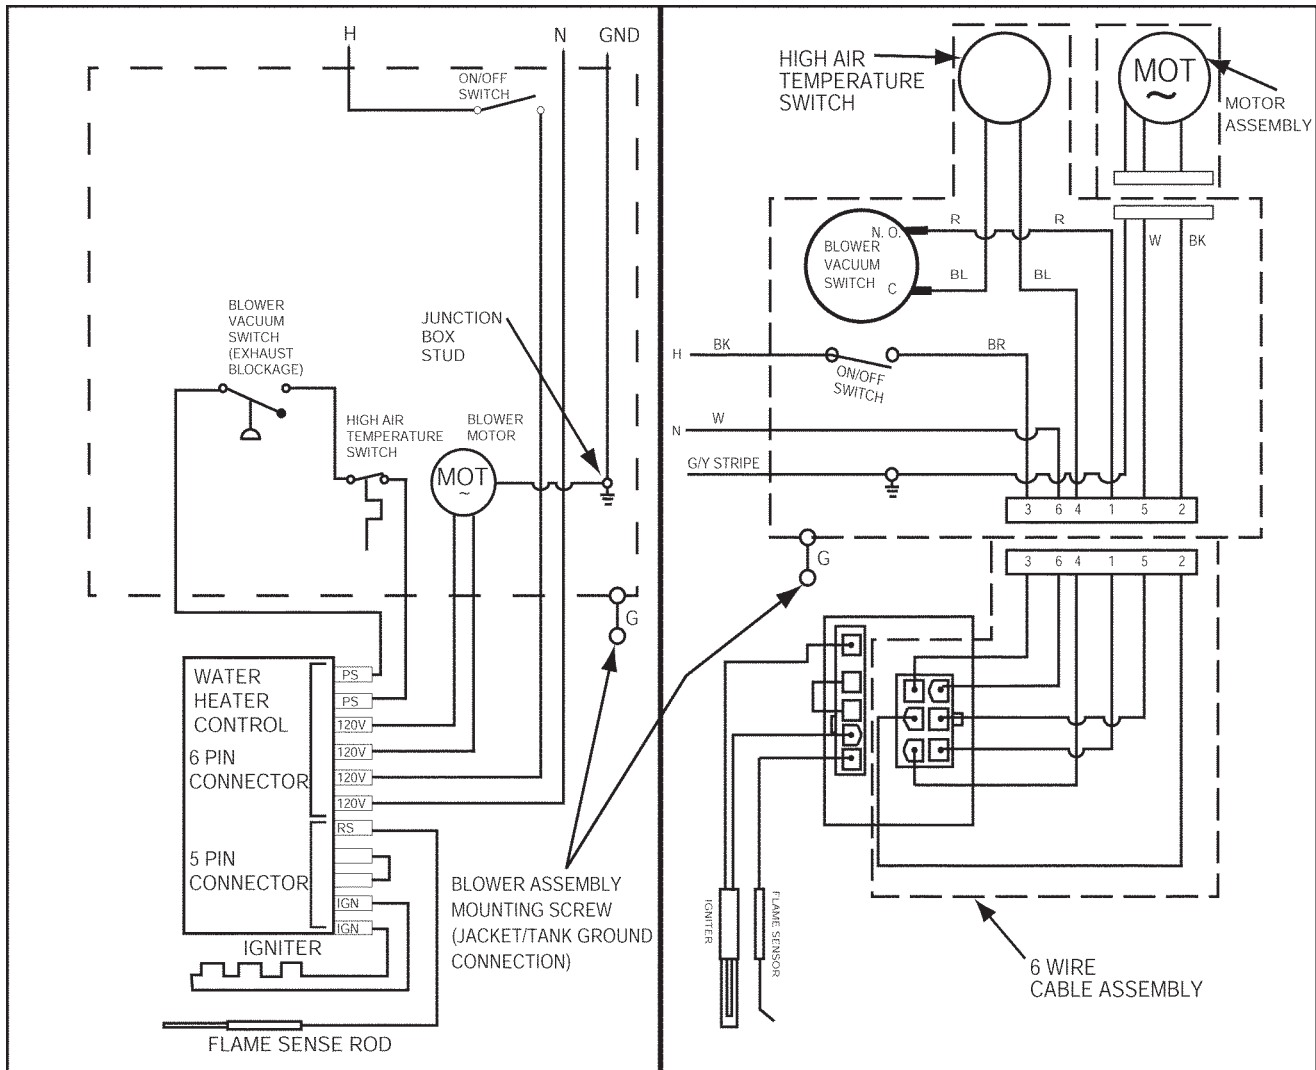 H
N
GND
ON/OFF
SWITCH
BLOWER
VACUUM
SWITCH
(EXHAUST
BLOCKAGE)
JUNCTION
BOX
STUD
HIGH AIR
TEMPERATURE
SWITCH
BLOWER
MOTOR
MOT
~
G
WATER
HEATER
CONTROL
6 PIN
CONNECTOR
5 PIN
CONNECTOR
PS
PS
120V
120V
120V
120V
RS
IGN
IGN
IGNITER
FLAME SENSE ROD
BLOWER ASSEMBLY
MOUNTING SCREW
(JACKET/TANK GROUND
CONNECTION)
HIGH AIR
TEMPERATURE
SWITCH
MOT
~
MOTOR
ASSEMBLY
N. O.
BLOWER
VACUUM
SWITCH
C
R
R
W
BK
BL
BL
H
BK
BR
ON/OFF
SWITCH
N
W
G/Y STRIPE
3 6 4 1 5 2
G
3 6 4 1 5 2
IGNITER
FLAME SENSOR
6 WIRE
CABLE ASSEMBLY